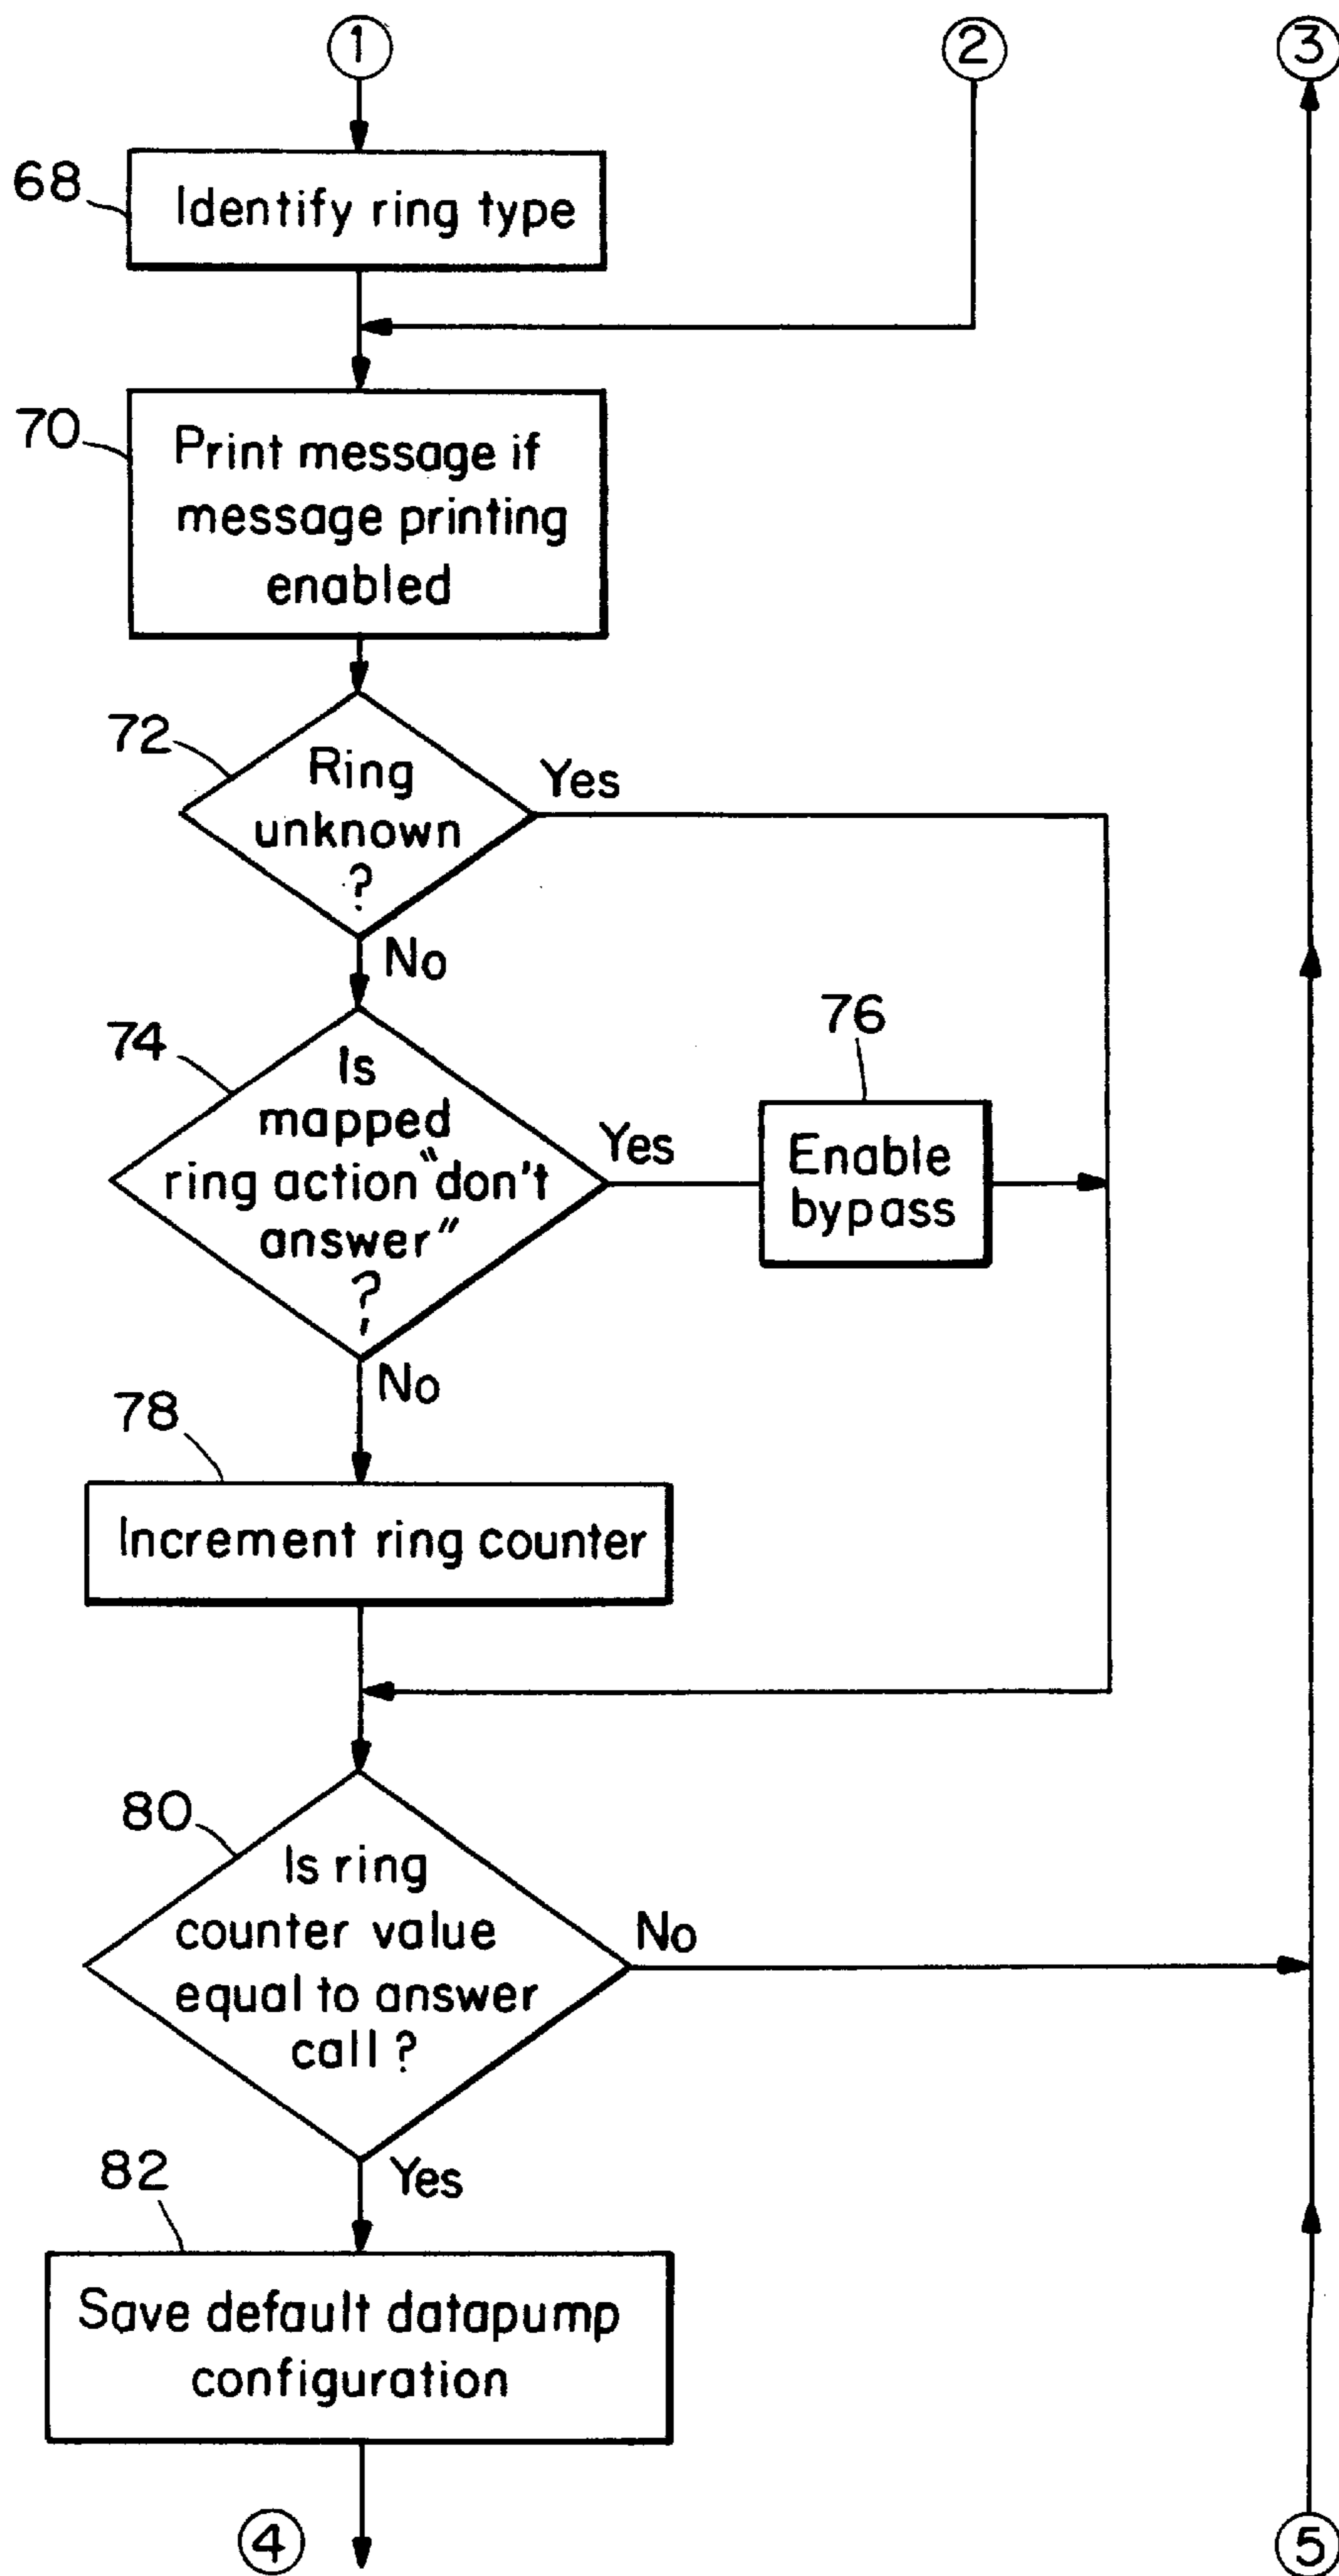 1
2
3
68
Identify ring type
70
Print message if
message printing
enabled
72
Ring
unknown
?
Yes
No
74
Is
mapped
ring action "don't
answer"
?
Yes
76
Enable
bypass
No
78
Increment ring counter
80
Is ring
counter value
equal to answer
call ?
No
Yes
82
Save default datapump
configuration
4
5